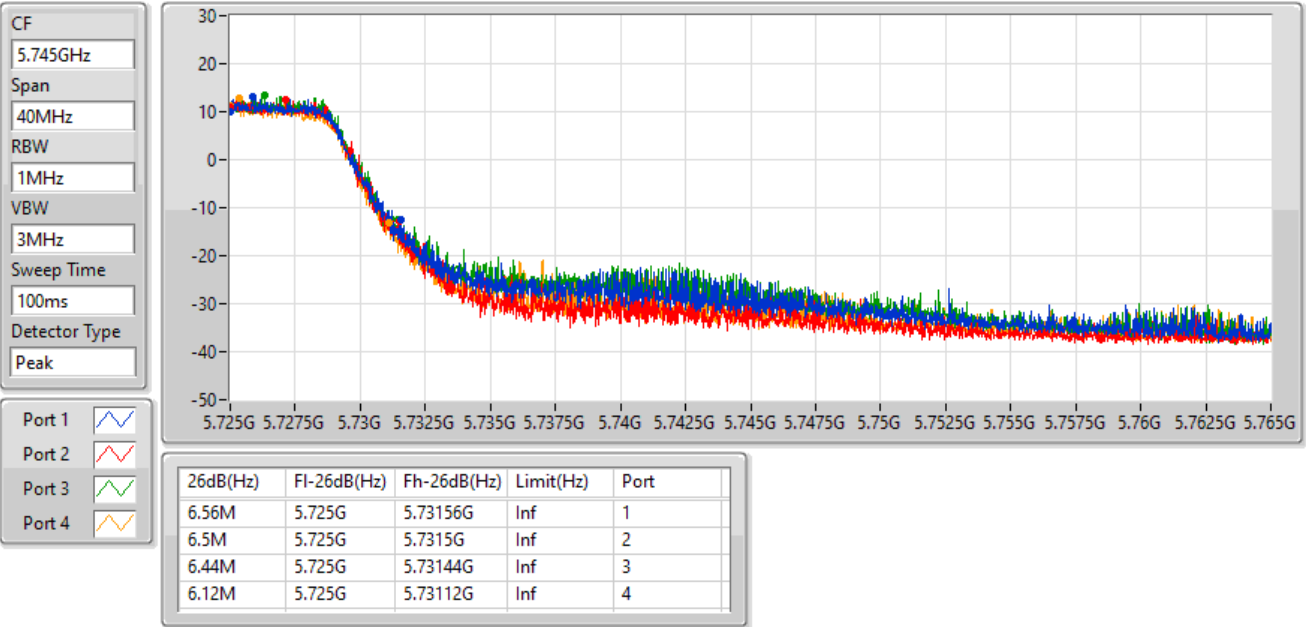 CF
5.745GHz
Span
40MHz
RBW
1MHz
VBW
3MHz
Sweep Time
100ms
Detector Type
Peak
Port 1
Port 2
Port 3
Port 4
30
20
10
0
-10
-20
-30
-40
-50
5.725G 5.7275G 5.73G 5.7325G 5.735G 5.7375G 5.74G 5.7425G 5.745G 5.7475G 5.75G 5.7525G 5.755G 5.7575G 5.76G 5.7625G 5.765G
26dB(Hz) Fl-26dB(Hz) Fh-26dB(Hz) Limit(Hz) Port
6.56M 5.725G 5.73156G Inf 1
6.5M 5.725G 5.7315G Inf 2
6.44M 5.725G 5.73144G Inf 3
6.12M 5.725G 5.73112G Inf 4